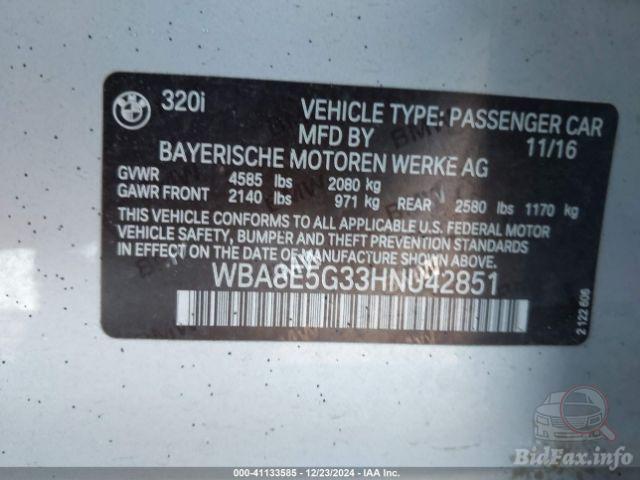 BMW 320i
VEHICLE TYPE: PASSENGER CAR
MFD BY 11/16
BAYERISCHE MOTOREN WERKE AG
GVWR 4585 lbs 2080 kg
GAWR FRONT 2140 lbs 971 kg REAR 2580 lbs 1170 kg
THIS VEHICLE CONFORMS TO ALL APPLICABLE U.S. FEDERAL MOTOR
VEHICLE SAFETY, BUMPER AND THEFT PREVENTION STANDARDS IN
EFFECT ON THE DATE OF MANUFACTURE SHOWN ABOVE.
WBA8E5G33HNU42851
2 122 606
BidFax.info
000-41133585 - 12/23/2024 - IAA Inc.